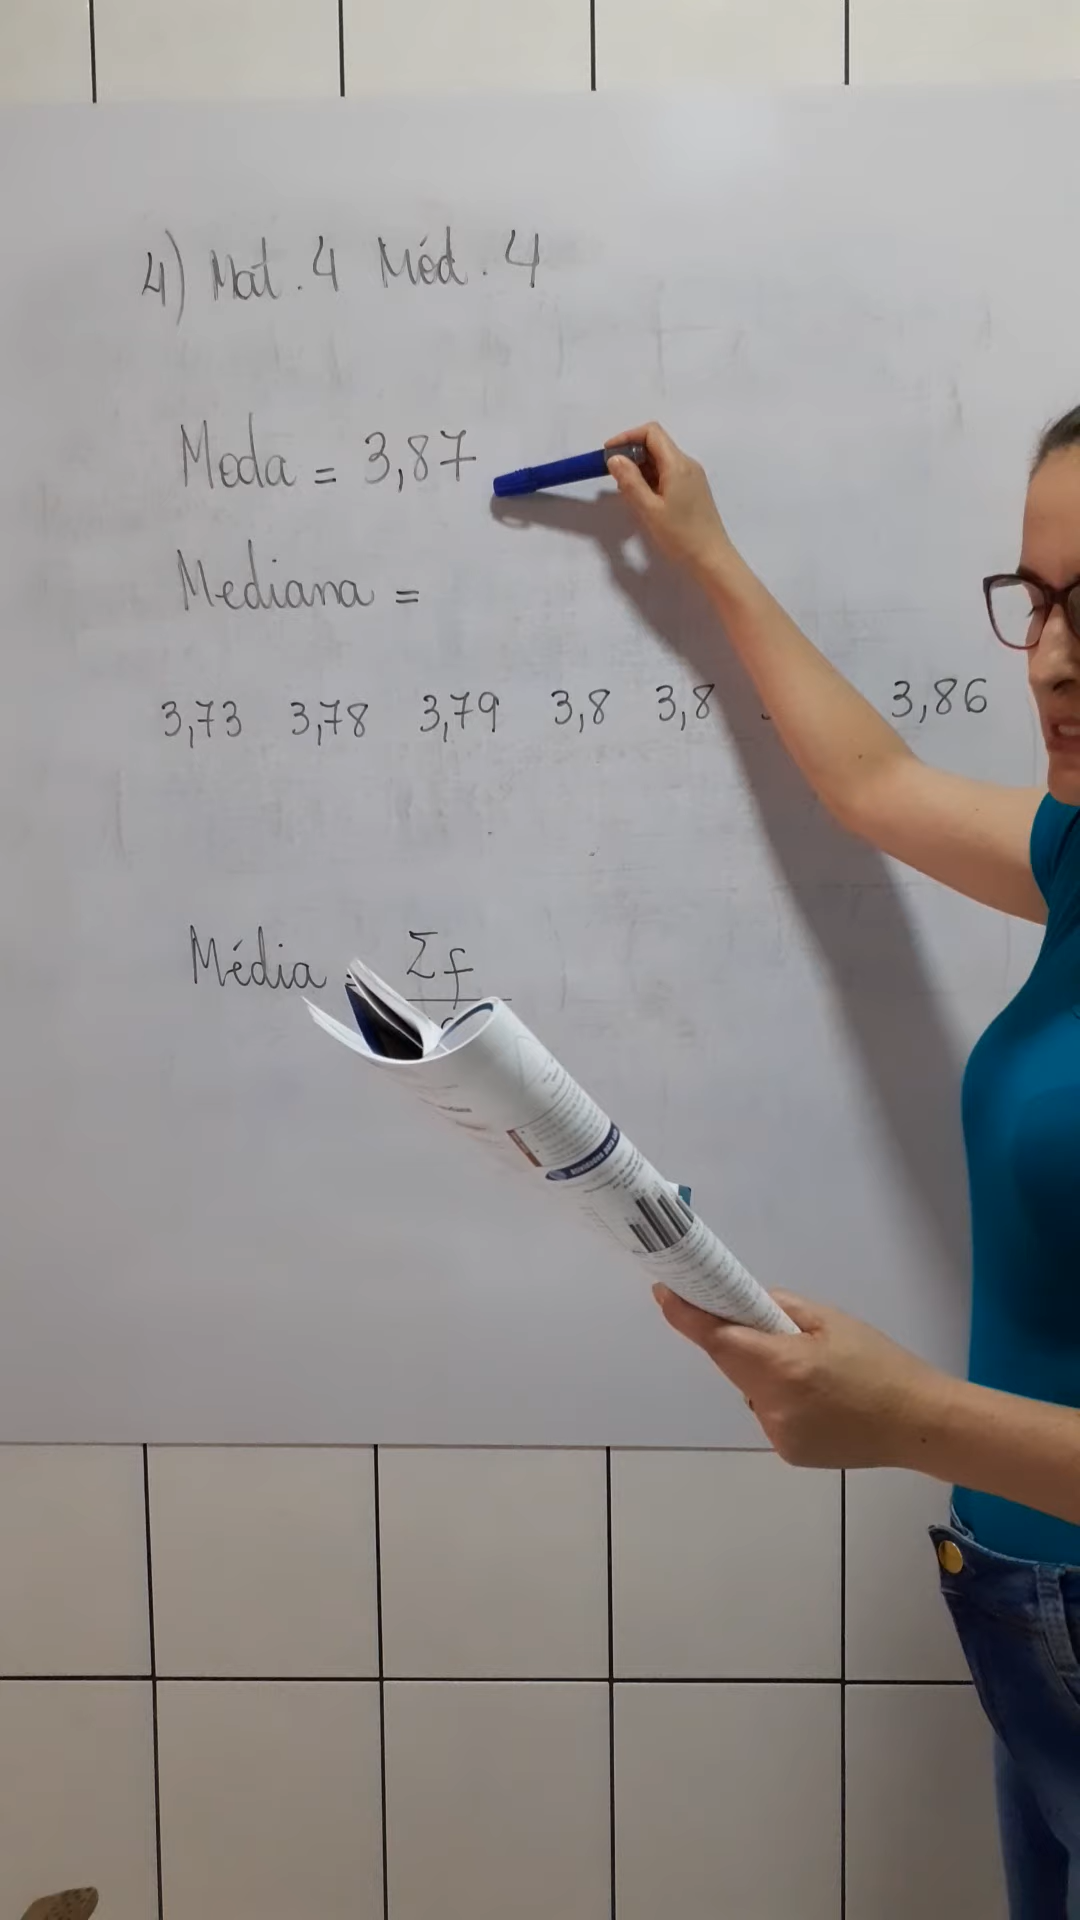 4) Mat. 4 Méd. 4
Moda = 3,87
Mediana =
3,73 3,78 3,79 3,8 3,8 3,86
Média = Σf